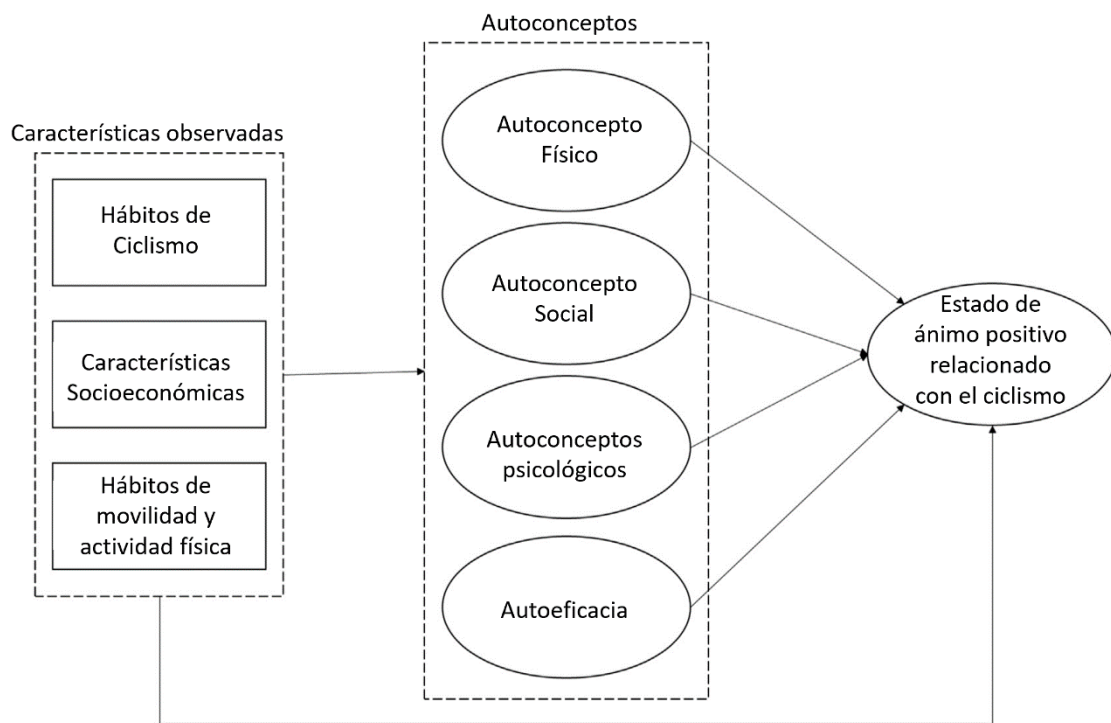 Autoconceptos
Características observadas
Hábitos de
Ciclismo
Características
Socioeconómicas
Hábitos de
movilidad y
actividad física
Autoconcepto
Físico
Autoconcepto
Social
Autoconceptos
psicológicos
Autoeficacia
Estado de
ánimo positivo
relacionado
con el ciclismo